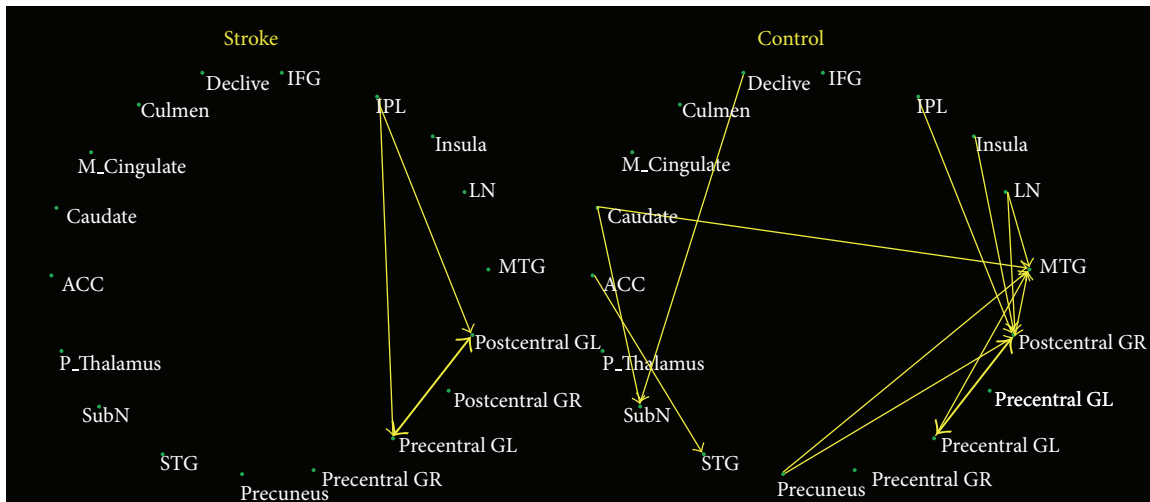 Stroke
Control
Declive
IFG
Culmen
IPL
Insula
M_Cingulate
LN
Caudate
MTG
ACC
Postcentral GL
P_Thalamus
Postcentral GR
SubN
Precentral GL
STG
Precentral GR
Precuneus
Declive
IFG
Culmen
IPL
Insula
M_Cingulate
LN
Caudate
MTG
ACC
Postcentral GR
P_Thalamus
Precentral GL
SubN
Precentral GL
STG
Precentral GR
Precuneus